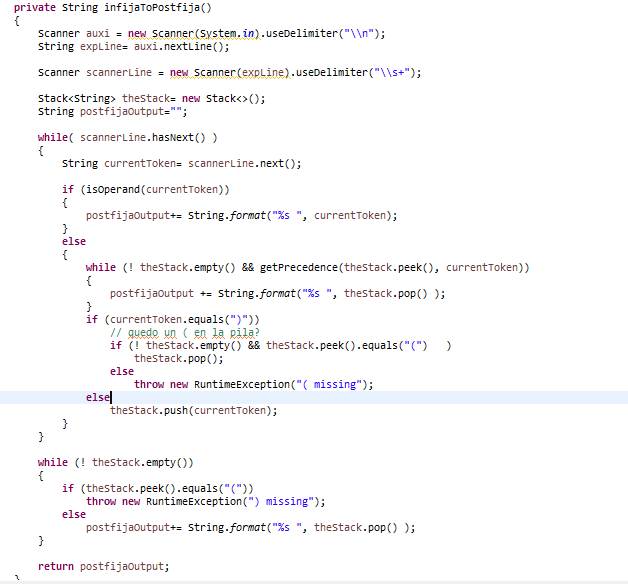 private String infijaToPostfija()
{
    Scanner auxi = new Scanner(System.in).useDelimiter("\\n");
    String expLine= auxi.nextLine();

    Scanner scannerLine = new Scanner(expLine).useDelimiter("\\s+");

    Stack<String> theStack= new Stack<>();
    String postfijaOutput="";

    while( scannerLine.hasNext() )
    {
        String currentToken= scannerLine.next();

        if (isOperand(currentToken))
        {
            postfijaOutput+= String.format("%s ", currentToken);
        }
        else
        {
            while (! theStack.empty() && getPrecedence(theStack.peek(), currentToken))
            {
                postfijaOutput += String.format("%s ", theStack.pop() );
            }
            if (currentToken.equals(")"))
                // quedo un ( en la pila?
                if (! theStack.empty() && theStack.peek().equals("(")   )
                    theStack.pop();
                else
                    throw new RuntimeException("( missing");
            else
                theStack.push(currentToken);
        }
    }

    while (! theStack.empty())
    {
        if (theStack.peek().equals("("))
            throw new RuntimeException(") missing");
        else
            postfijaOutput+= String.format("%s ", theStack.pop() );
    }

    return postfijaOutput;
}